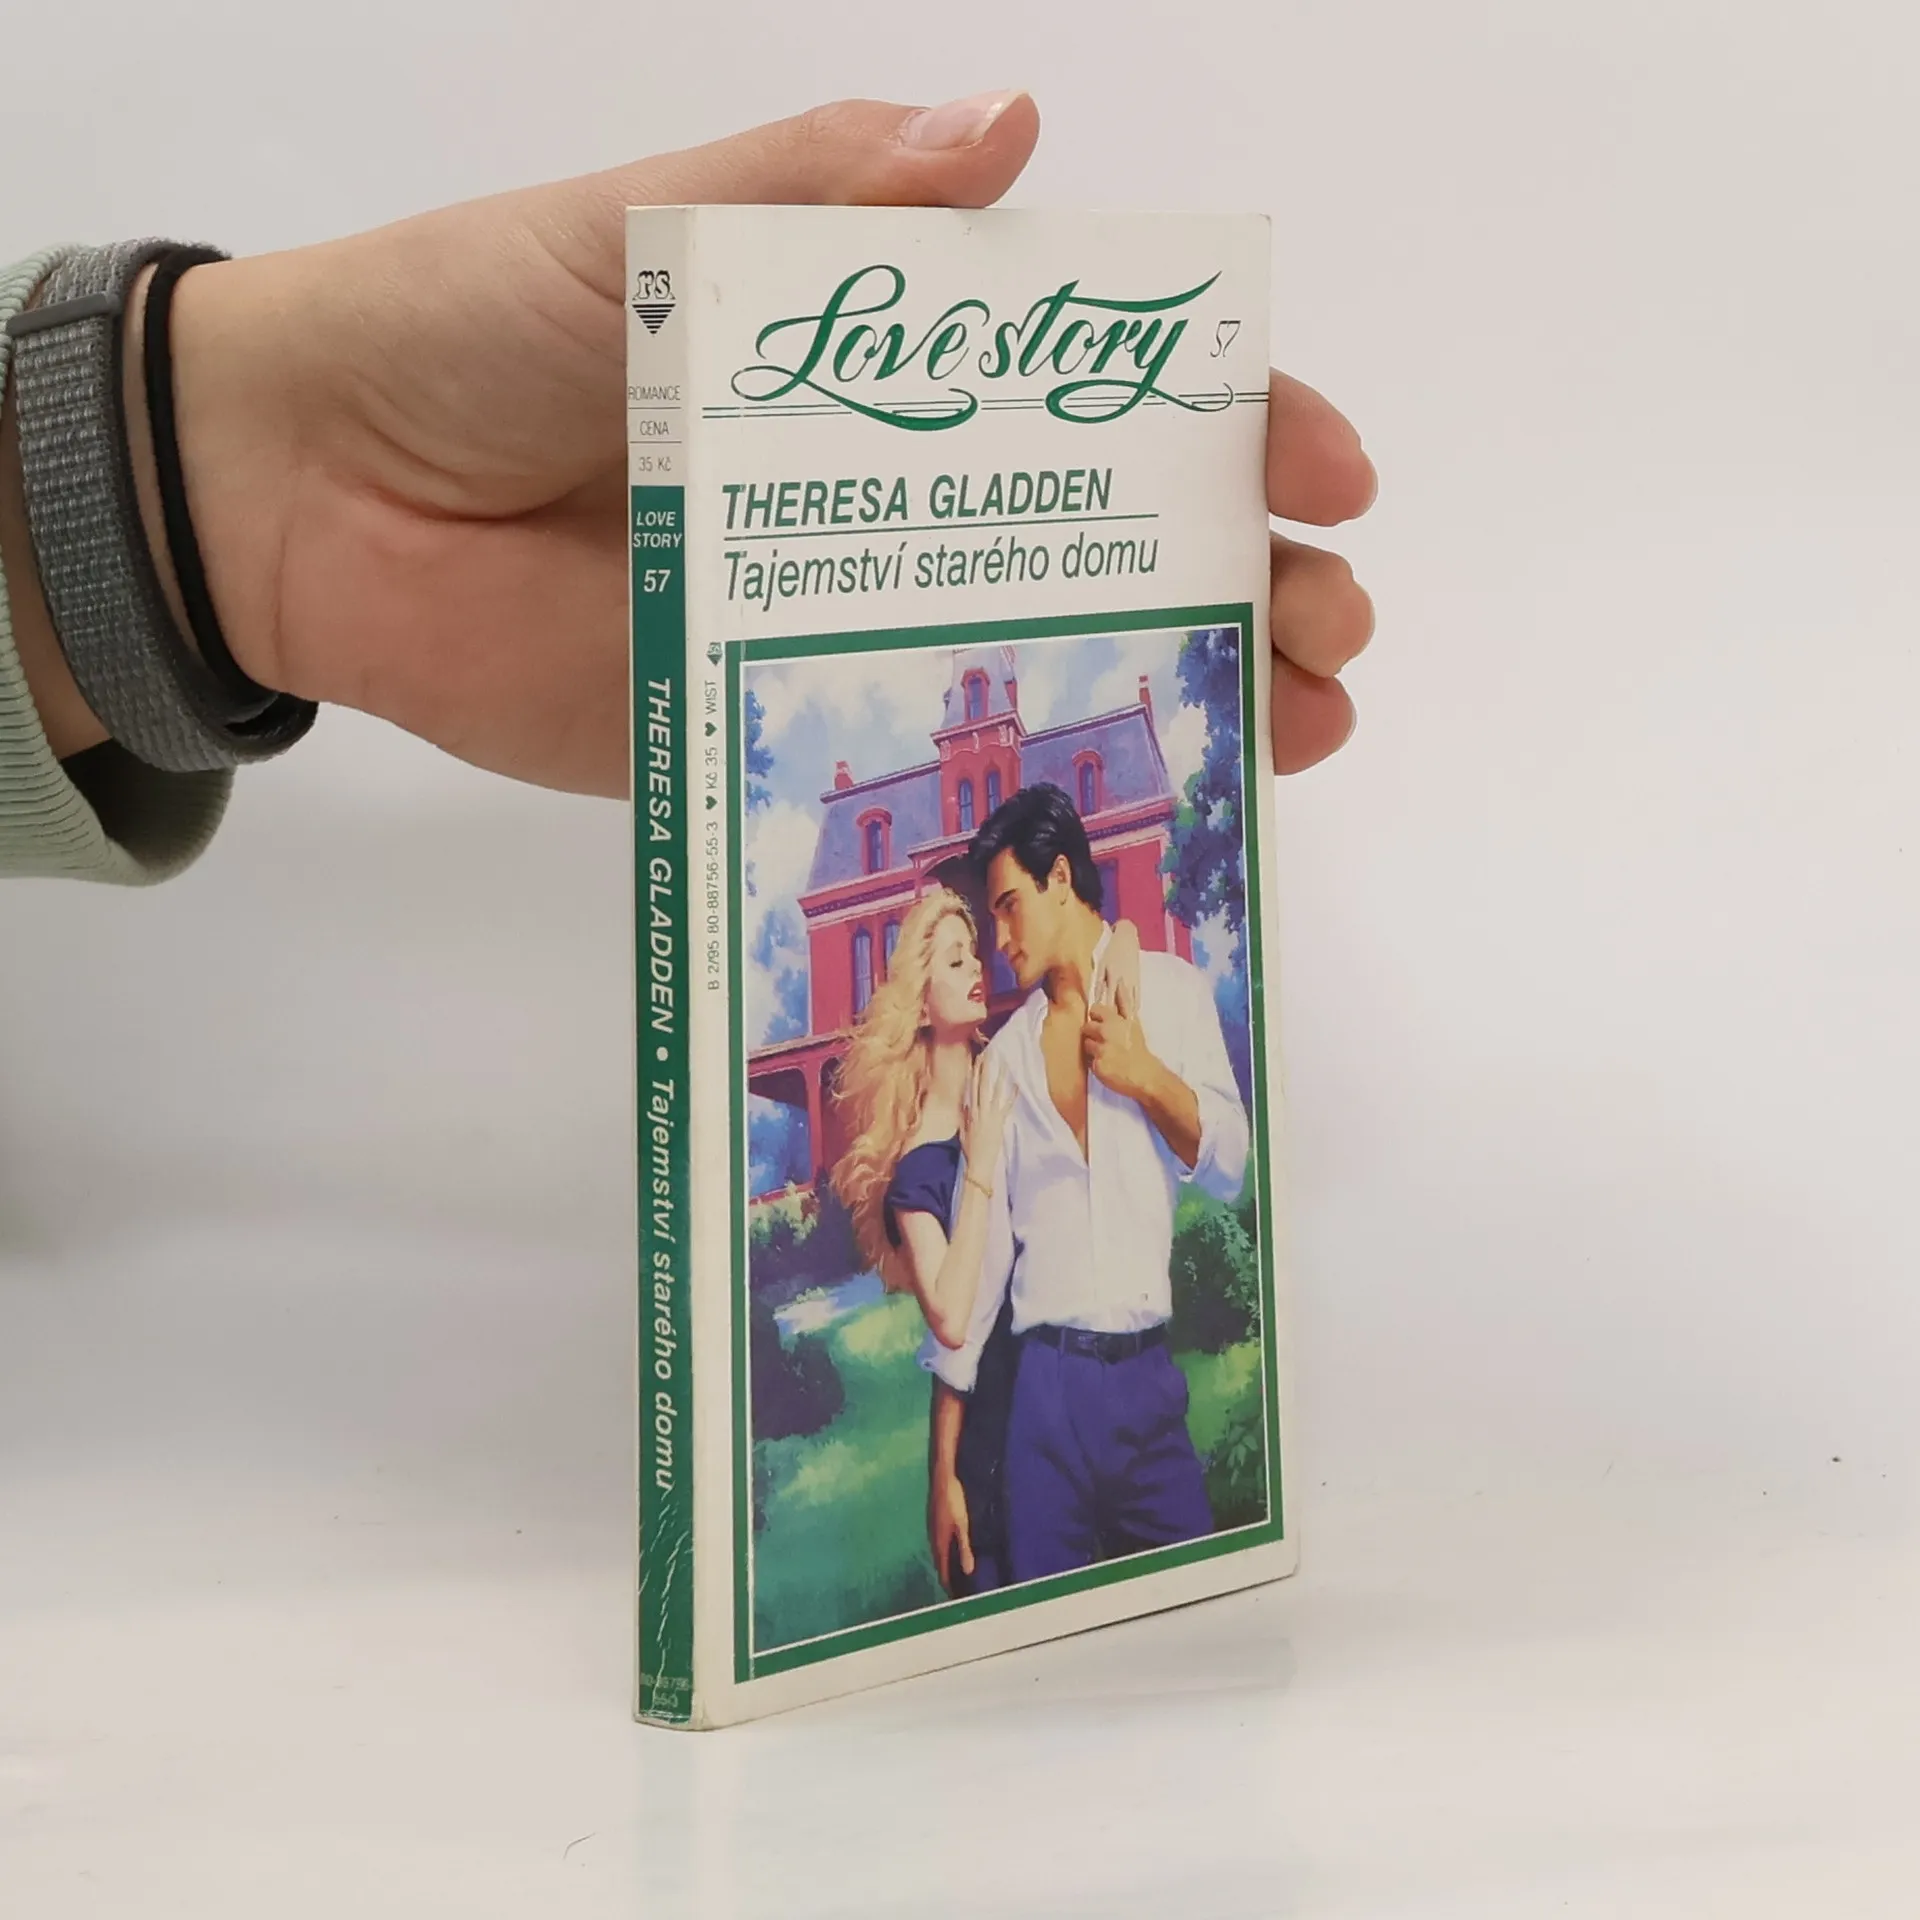 rs
ROMANCE
CENA
35 Kč
LOVE
STORY
57
THERESA GLADDEN • Tajemství starého domu
Love story 57
THERESA GLADDEN
Tajemství starého domu
B 2/95 80-88756-55-3 ♥ Kč 35 ♥ WIST